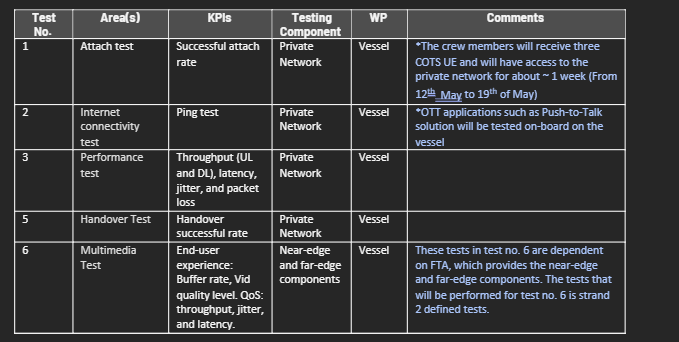 Test No.
Area(s)
KPIs
Testing Component
WP
Comments
1
Attach test
Successful attach
rate
Private
Network
Vessel
*The crew members will receive three
COTS UE and will have access to the
private network for about ~ 1 week (From
12th May to 19th of May)
2
Internet
connectivity
test
Ping test
Private
Network
Vessel
*OTT applications such as Push-to-Talk
solution will be tested on-board on the
vessel
3
Performance
test
Throughput (UL
and DL), latency,
jitter, and packet
loss
Private
Network
Vessel
5
Handover Test
Handover
successful rate
Private
Network
Vessel
6
Multimedia
Test
End-user
experience:
Buffer rate, Vid
quality level. QoS:
throughput, jitter,
and latency.
Near-edge
and far-edge
components
Vessel
These tests in test no. 6 are dependent
on FTA, which provides the near-edge
and far-edge components. The tests that
will be performed for test no. 6 is strand
2 defined tests.